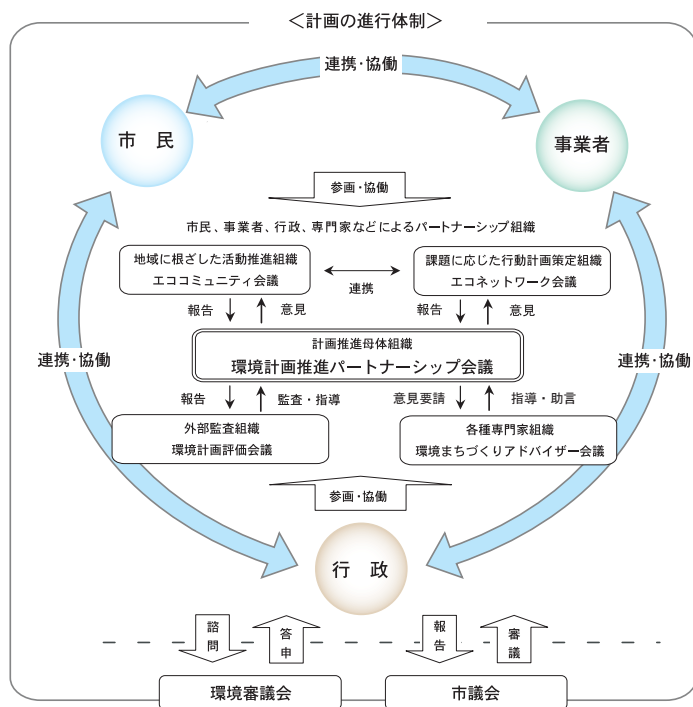 ＜計画の進行体制＞
連携・協働
市　民
事業者
参画・協働
市民、事業者、行政、専門家などによるパートナーシップ組織
地域に根ざした活動推進組織
エココミュニティ会議
連携
課題に応じた行動計画策定組織
エコネットワーク会議
報告
意見
報告
意見
計画推進母体組織
環境計画推進パートナーシップ会議
連携・協働
連携・協働
報告
監査・指導
意見要請
指導・助言
外部監査組織
環境計画評価会議
各種専門家組織
環境まちづくりアドバイザー会議
参画・協働
行　政
諮問
答申
報告
審議
環境審議会
市議会